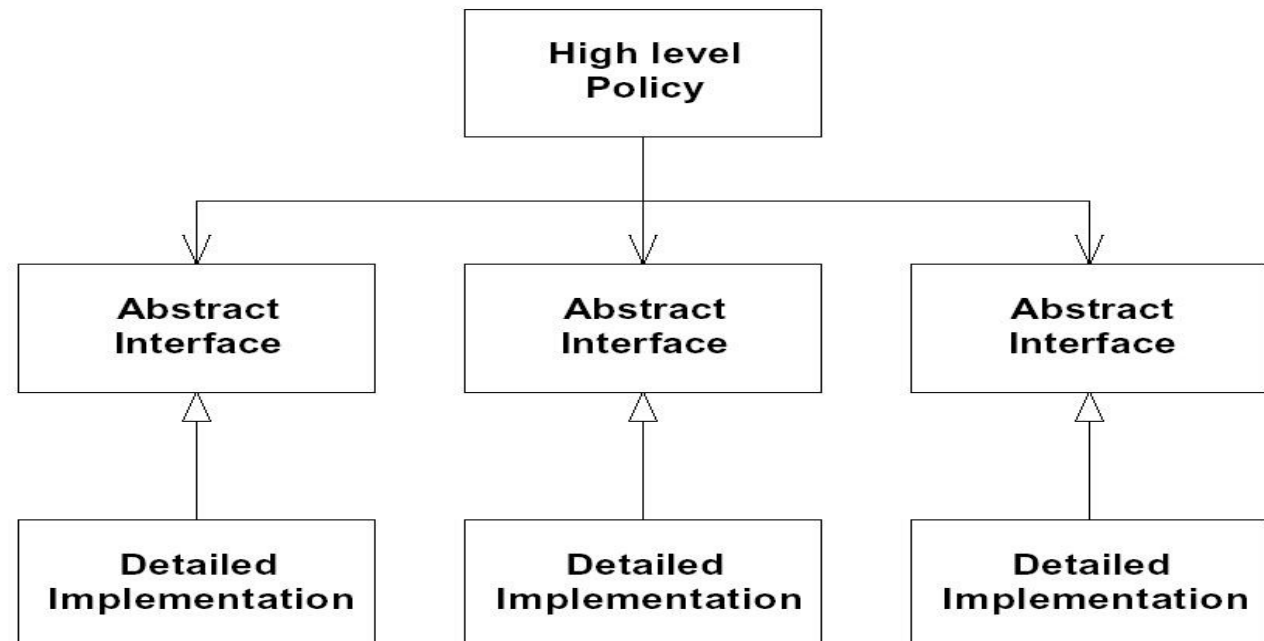 High level
Policy
Abstract
Interface
Abstract
Interface
Abstract
Interface
Detailed
Implementation
Detailed
Implementation
Detailed
Implementation